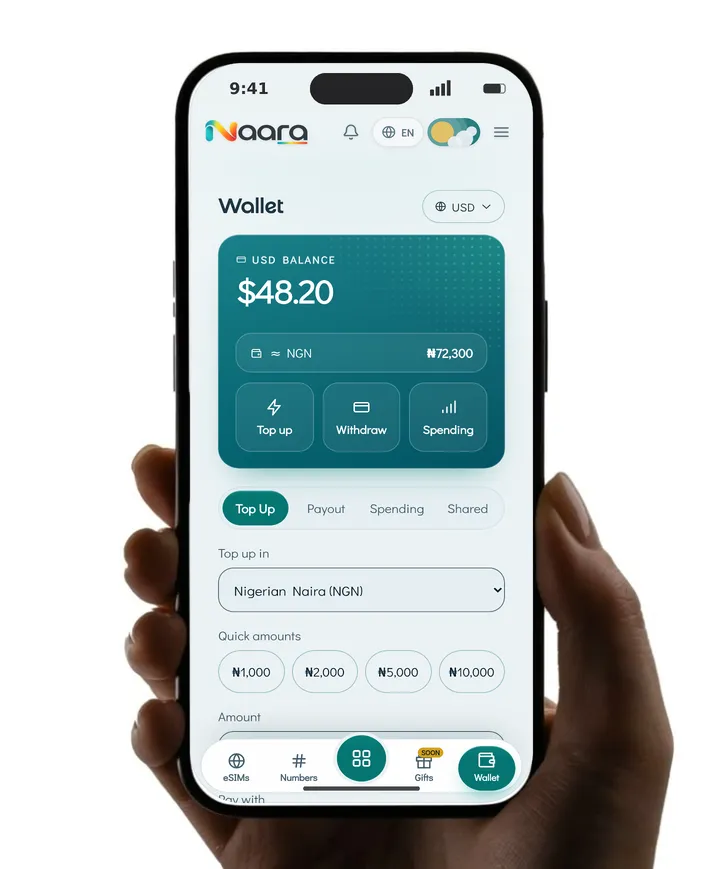 9:41
Naara
EN
Wallet
USD
USD BALANCE
$48.20
≈ NGN
₦72,300
Top up
Withdraw
Spending
Top Up
Payout
Spending
Shared
Top up in
Nigerian Naira (NGN)
Quick amounts
₦1,000
₦2,000
₦5,000
₦10,000
Amount
SOON
eSIMs
Numbers
Gifts
Wallet
Pay with